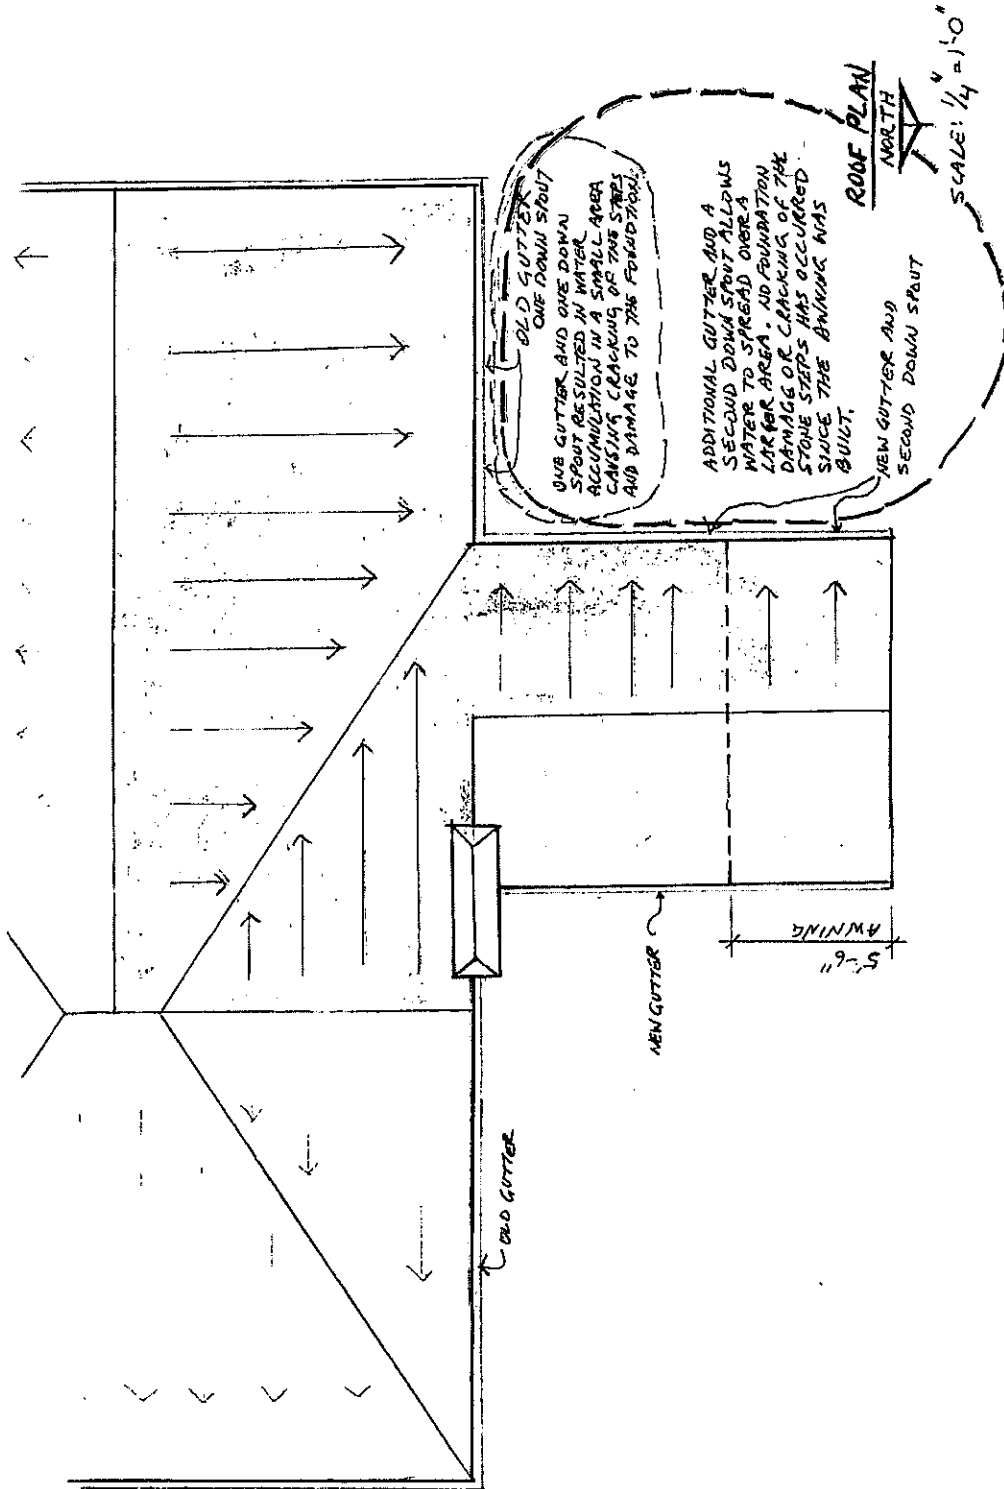 OLD GUTTER
ONE DOWN SPOUT
ONE GUTTER AND ONE DOWN
SPOUT RESULTED IN WATER
ACCUMULATION IN A SMALL AREA
CAUSING CRACKING OF THE STEPS
AND DAMAGE TO THE FOUNDTION.
ADDITIONAL GUTTER AND A
SECOND DOWN SPOUT ALLOWS
WATER TO SPREAD OVER A
LARGER AREA. NO FOUNDATION
DAMAGE OR CRACKING OF THE
STONE STEPS HAS OCCURRED
SINCE THE AWNING WAS
BUILT.
NEW GUTTER AND
SECOND DOWN SPOUT
ROOF PLAN
NORTH
SCALE: 1/4" = 1'-0"
NEW GUTTER
5'-6"
AWNING
OLD GUTTER